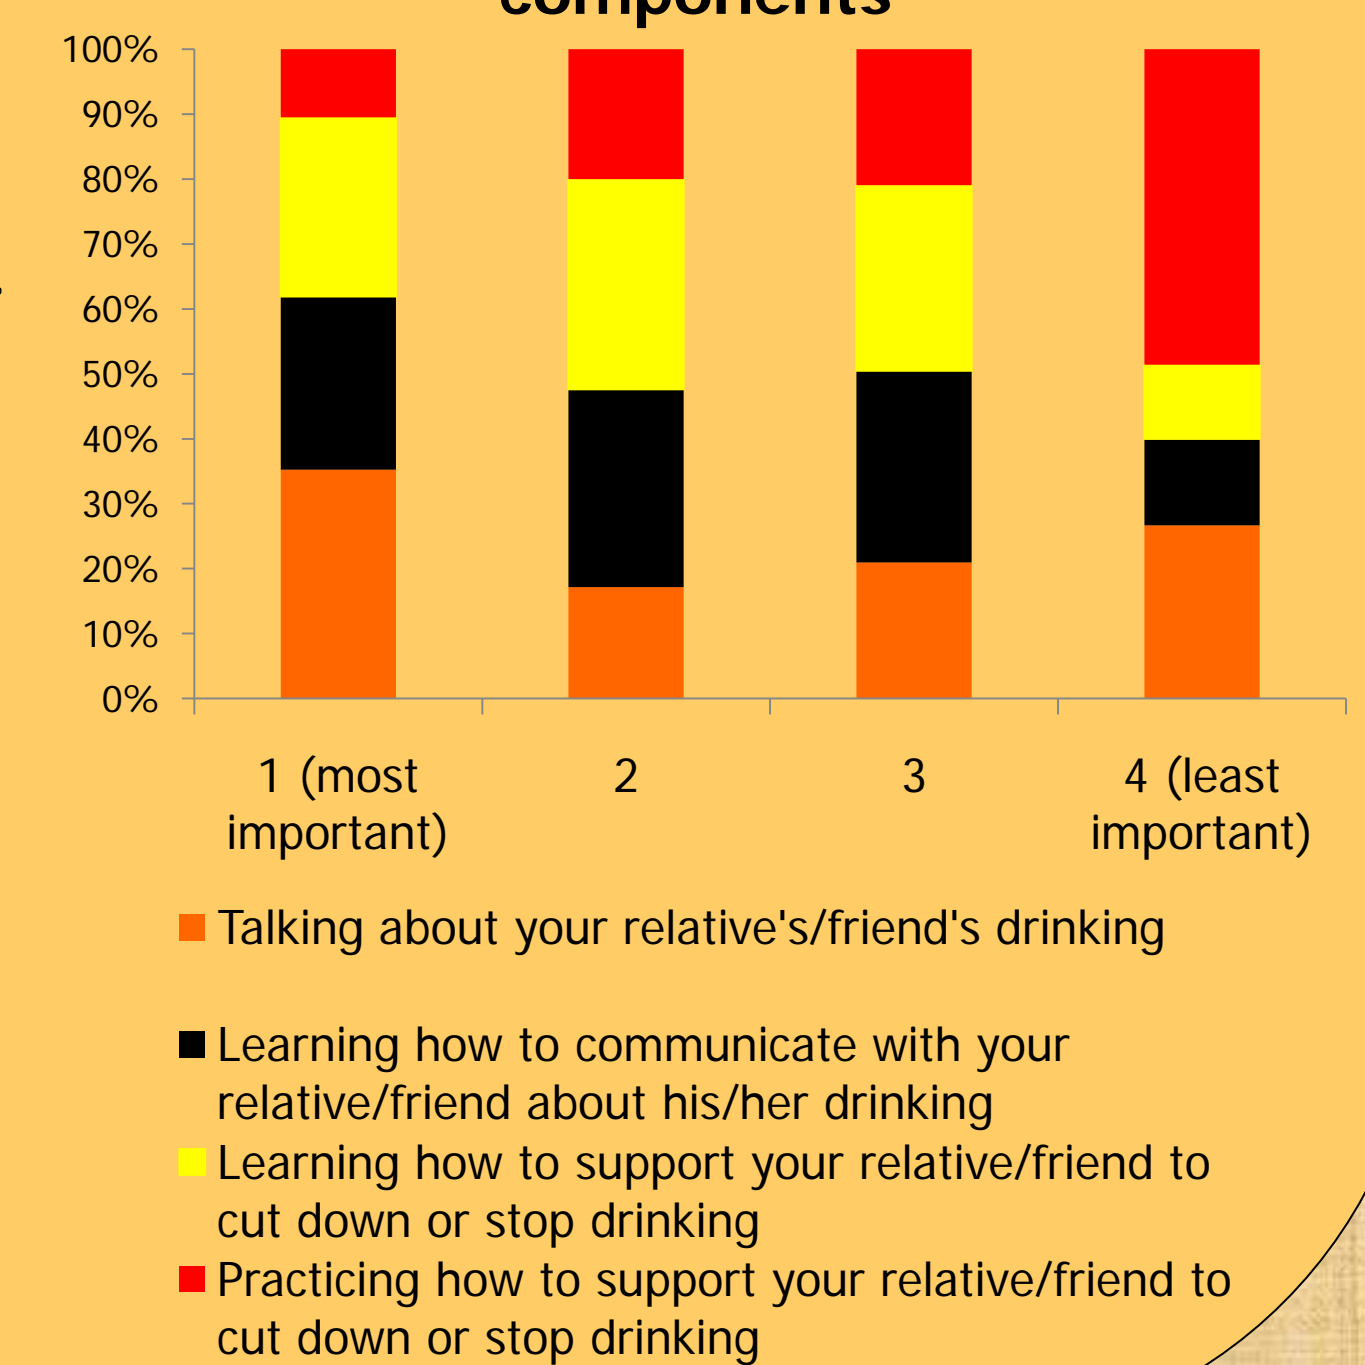 components
100%
90%
80%
70%
60%
50%
40%
30%
20%
10%
0%
1 (most
important)
2
3
4 (least
important)
Talking about your relative's/friend's drinking
Learning how to communicate with your
relative/friend about his/her drinking
Learning how to support your relative/friend to
cut down or stop drinking
Practicing how to support your relative/friend to
cut down or stop drinking